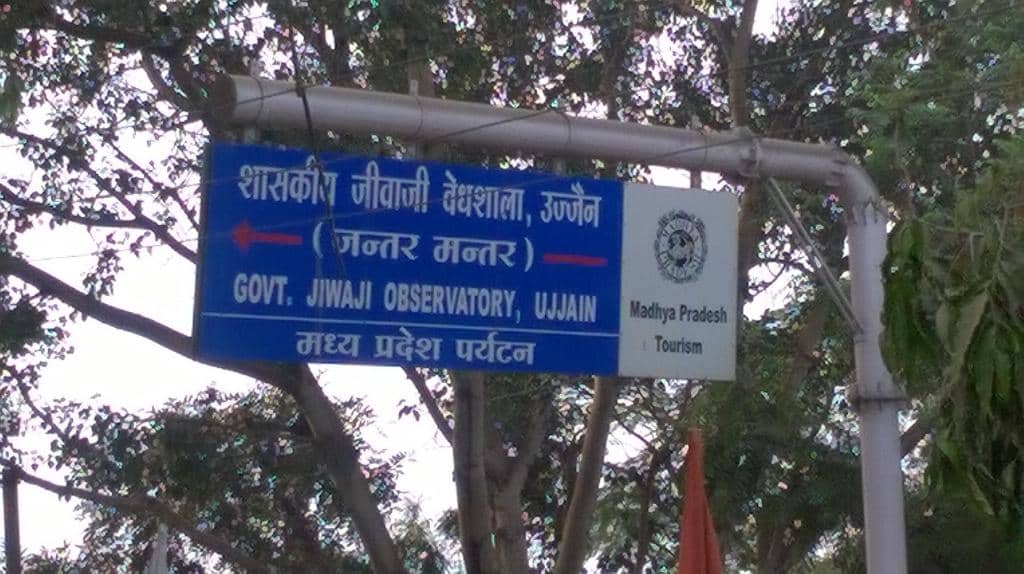 शासकीय जीवाजी वेधशाला, उज्जैन
(जन्तर मन्तर)
GOVT. JIWAJI OBSERVATORY, UJJAIN
मध्य प्रदेश पर्यटन
Madhya Pradesh
Tourism